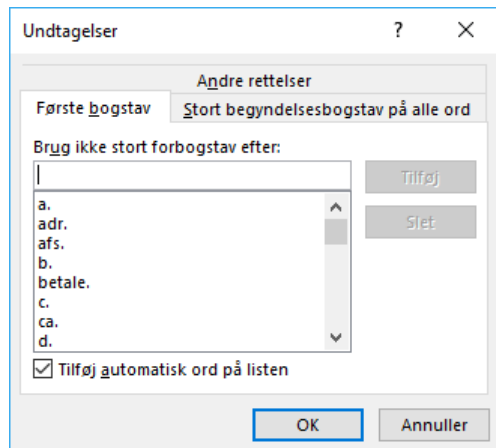 Undtagelser ?
Andre rettelser
Første bogstav Stort begyndelsesbogstav på alle ord
Brug ikke stort forbogstav efter:
Tilføj
a.
adr.
Slet
afs.
b.
betale.
c.
ca.
d.
Tilføj automatisk ord på listen
OK Annuller